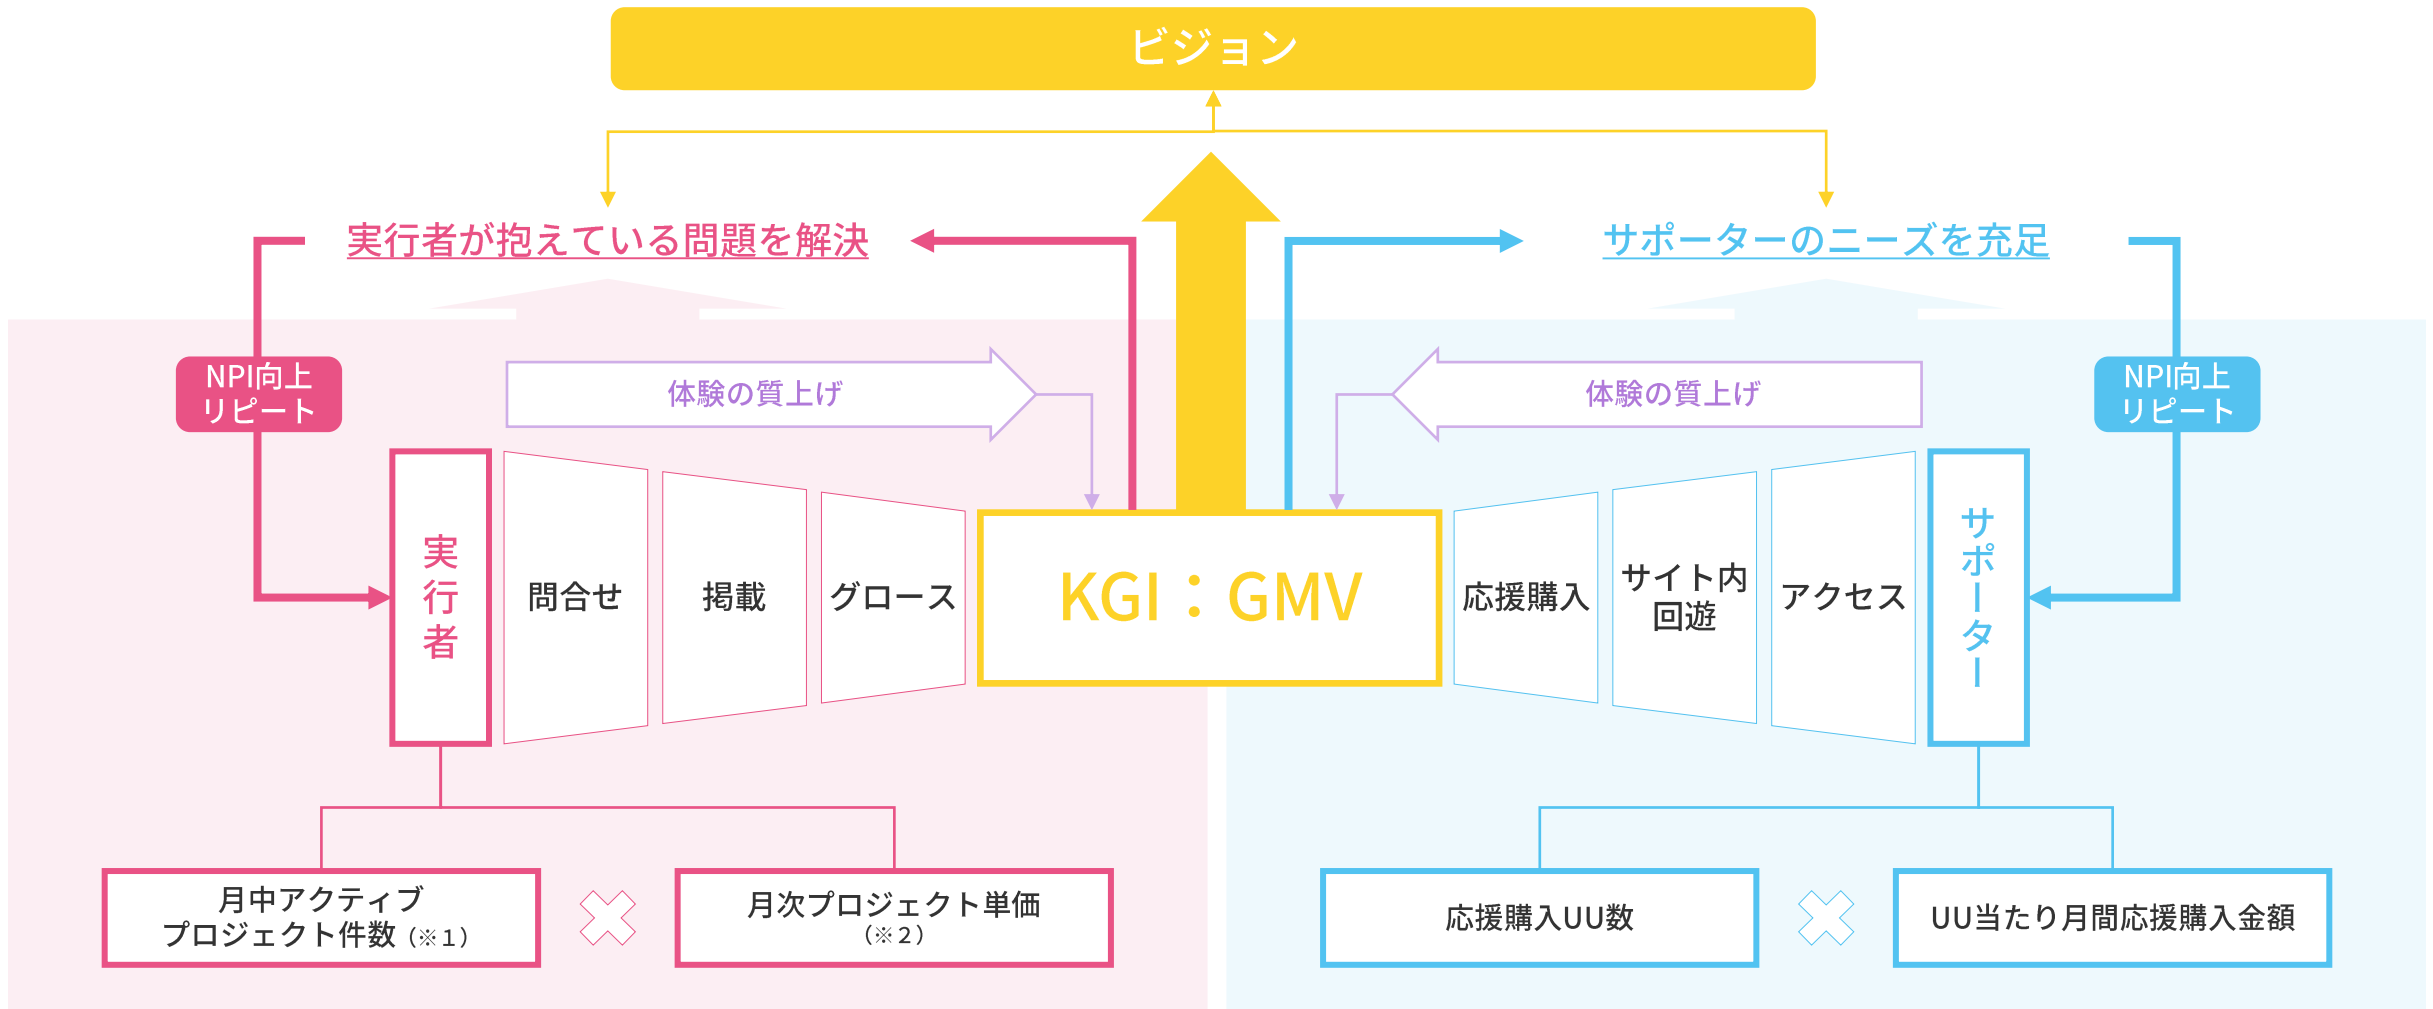 ビジョン
実行者が抱えている問題を解決
サポーターのニーズを充足
NPI向上
リピート
体験の質上げ
体験の質上げ
NPI向上
リピート
実行者
問合せ
掲載
グロース
KGI：GMV
応援購入
サイト内
回遊
アクセス
サポーター
月中アクティブ
プロジェクト件数（※１）
月次プロジェクト単価
（※２）
応援購入UU数
UU当たり月間応援購入金額